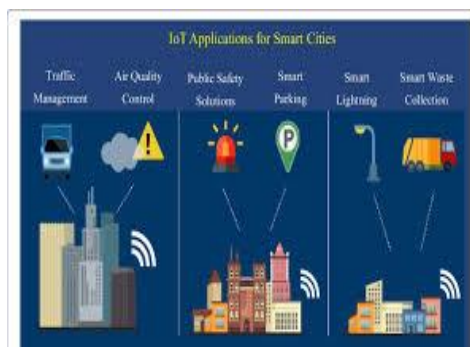 IoT Applications for Smart Cities
Traffic
Management
Air Quality
Control
Public Safety
Solutions
Smart
Parking
Smart
Lightning
Smart Waste
Collection
P